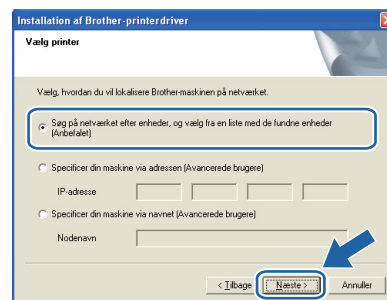 Installation af Brother-printerdriver
Vælg printer
Vælg, hvordan du vil lokalisere Brother-maskinen på netværket.
Søg på netværket efter enheder, og vælg fra en liste med de fundne enheder
(Anbefalet)
Specificer din maskine via adressen (Avancerede brugere)
IP-adresse
Specificer din maskine via navnet (Avancerede brugere)
Nodenavn
< Tilbage Næste > Annuller